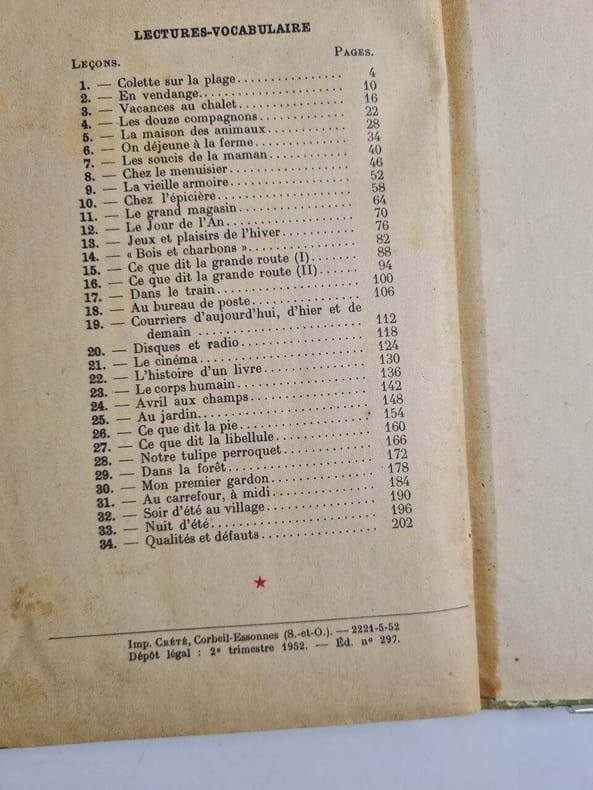 LECTURES-VOCABULAIRE
LEÇONS. PAGES.
1. — Colette sur la plage............... 4
2. — En vendange..................... 10
3. — Vacances au chalet............... 16
4. — Les douze compagnons............ 22
5. — La maison des animaux........... 28
6. — On déjeune à la ferme............. 34
7. — Les soucis de la maman........... 40
8. — Chez le menuisier................. 46
9. — La vieille armoire................. 52
10. — Chez l'épicière................... 58
11. — Le grand magasin................ 64
12. — Le Jour de l'An.................. 70
13. — Jeux et plaisirs de l'hiver......... 76
14. — « Bois et charbons ».............. 82
15. — Ce que dit la grande route (I)...... 88
16. — Ce que dit la grande route (II)...... 94
17. — Dans le train.................... 100
18. — Au bureau de poste.............. 106
19. — Courriers d'aujourd'hui, d'hier et de
demain ........................ 112
20. — Disques et radio................. 118
21. — Le cinéma...................... 124
22. — L'histoire d'un livre.............. 130
23. — Le corps humain................. 136
24. — Avril aux champs................ 142
25. — Au jardin....................... 148
26. — Ce que dit la pie................. 154
27. — Ce que dit la libellule............. 160
28. — Notre tulipe perroquet............ 166
29. — Dans la forêt.................... 172
30. — Mon premier gardon............. 178
31. — Au carrefour, à midi.............. 184
32. — Soir d'été au village.............. 190
33. — Nuit d'été....................... 196
34. — Qualités et défauts............... 202
Imp. CRÉTÉ, Corbeil-Essonnes (S.-et-O.). — 2221-5-52
Dépôt légal : 2e trimestre 1952. — Éd. n° 297.